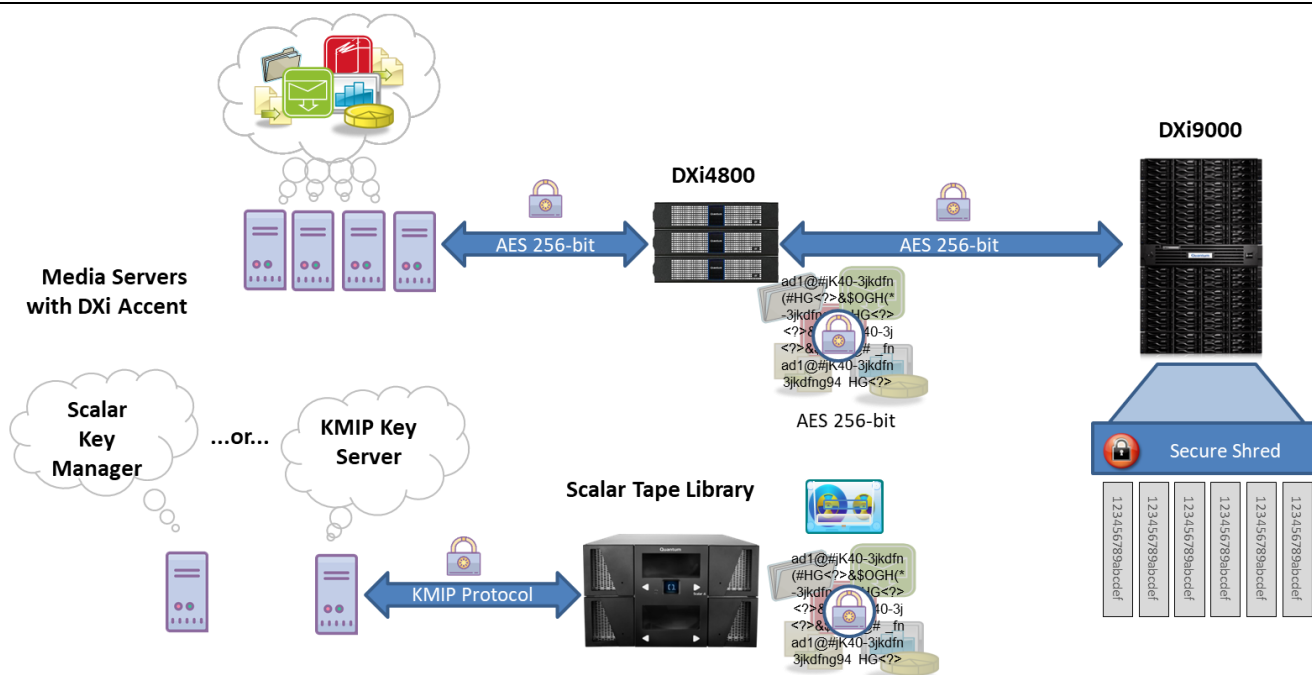 DXi9000
DXi4800
AES 256-bit
AES 256-bit
Media Servers
with DXi Accent
ad1@#jK40-3jkdfn
(#HG<?>&$OGH(*
-3jkdfn HG<?>
<?>& 40-3j
<?>& # _fn
ad1@#jK40-3jkdfn
3jkdfng94 HG<?>
AES 256-bit
Scalar
Key
Manager
...or...
KMIP Key
Server
Secure Shred
Scalar Tape Library
Quantum
KMIP Protocol
ad1@#jK40-3jkdfn
(#HG<?>&$OGH(*
-3jkdfn HG<?>
<?>& 40-3j
<?>& # _fn
ad1@#jK40-3jkdfn
3jkdfng94 HG<?>
123456789abcdef
123456789abcdef
123456789abcdef
123456789abcdef
123456789abcdef
123456789abcdef